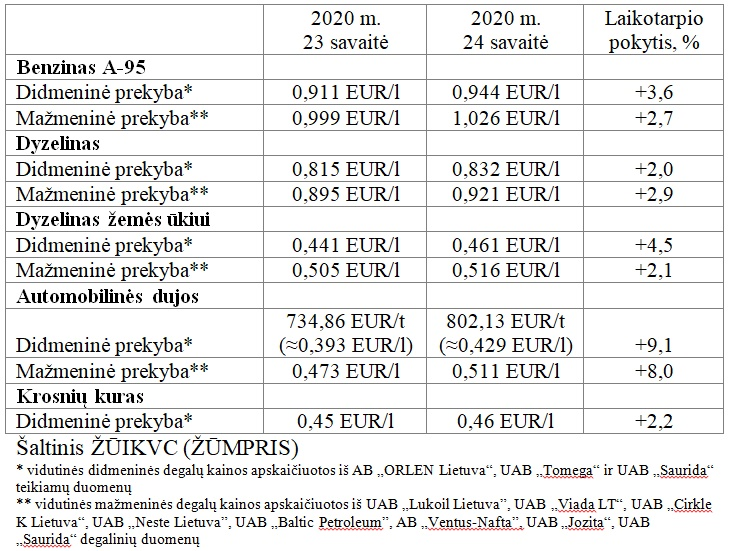 2020 m. 23 savaitė 2020 m. 24 savaitė Laikotarpio pokytis, %
Benzinas A-95
Didmeninė prekyba* 0,911 EUR/l 0,944 EUR/l +3,6
Mažmeninė prekyba** 0,999 EUR/l 1,026 EUR/l +2,7
Dyzelinas
Didmeninė prekyba* 0,815 EUR/l 0,832 EUR/l +2,0
Mažmeninė prekyba** 0,895 EUR/l 0,921 EUR/l +2,9
Dyzelinas žemės ūkiui
Didmeninė prekyba* 0,441 EUR/l 0,461 EUR/l +4,5
Mažmeninė prekyba** 0,505 EUR/l 0,516 EUR/l +2,1
Automobilinės dujos
Didmeninė prekyba* 734,86 EUR/t (≈0,393 EUR/l) 802,13 EUR/t (≈0,429 EUR/l) +9,1
Mažmeninė prekyba** 0,473 EUR/l 0,511 EUR/l +8,0
Krosnių kuras
Didmeninė prekyba* 0,45 EUR/l 0,46 EUR/l +2,2
Šaltinis ŽŪIKVC (ŽŪMPRIS)
* vidutinės didmeninės degalų kainos apskaičiuotos iš AB „ORLEN Lietuva“, UAB „Tomega“ ir UAB „Saurida“
teikiamų duomenų
** vidutinės mažmeninės degalų kainos apskaičiuotos iš UAB „Lukoil Lietuva”, UAB „Viada LT“, UAB „Cirkle
K Lietuva“, UAB „Neste Lietuva”, UAB „Baltic Petroleum”, AB „Ventus-Nafta”, UAB „Jozita“, UAB
„Saurida” degalinių duomenų